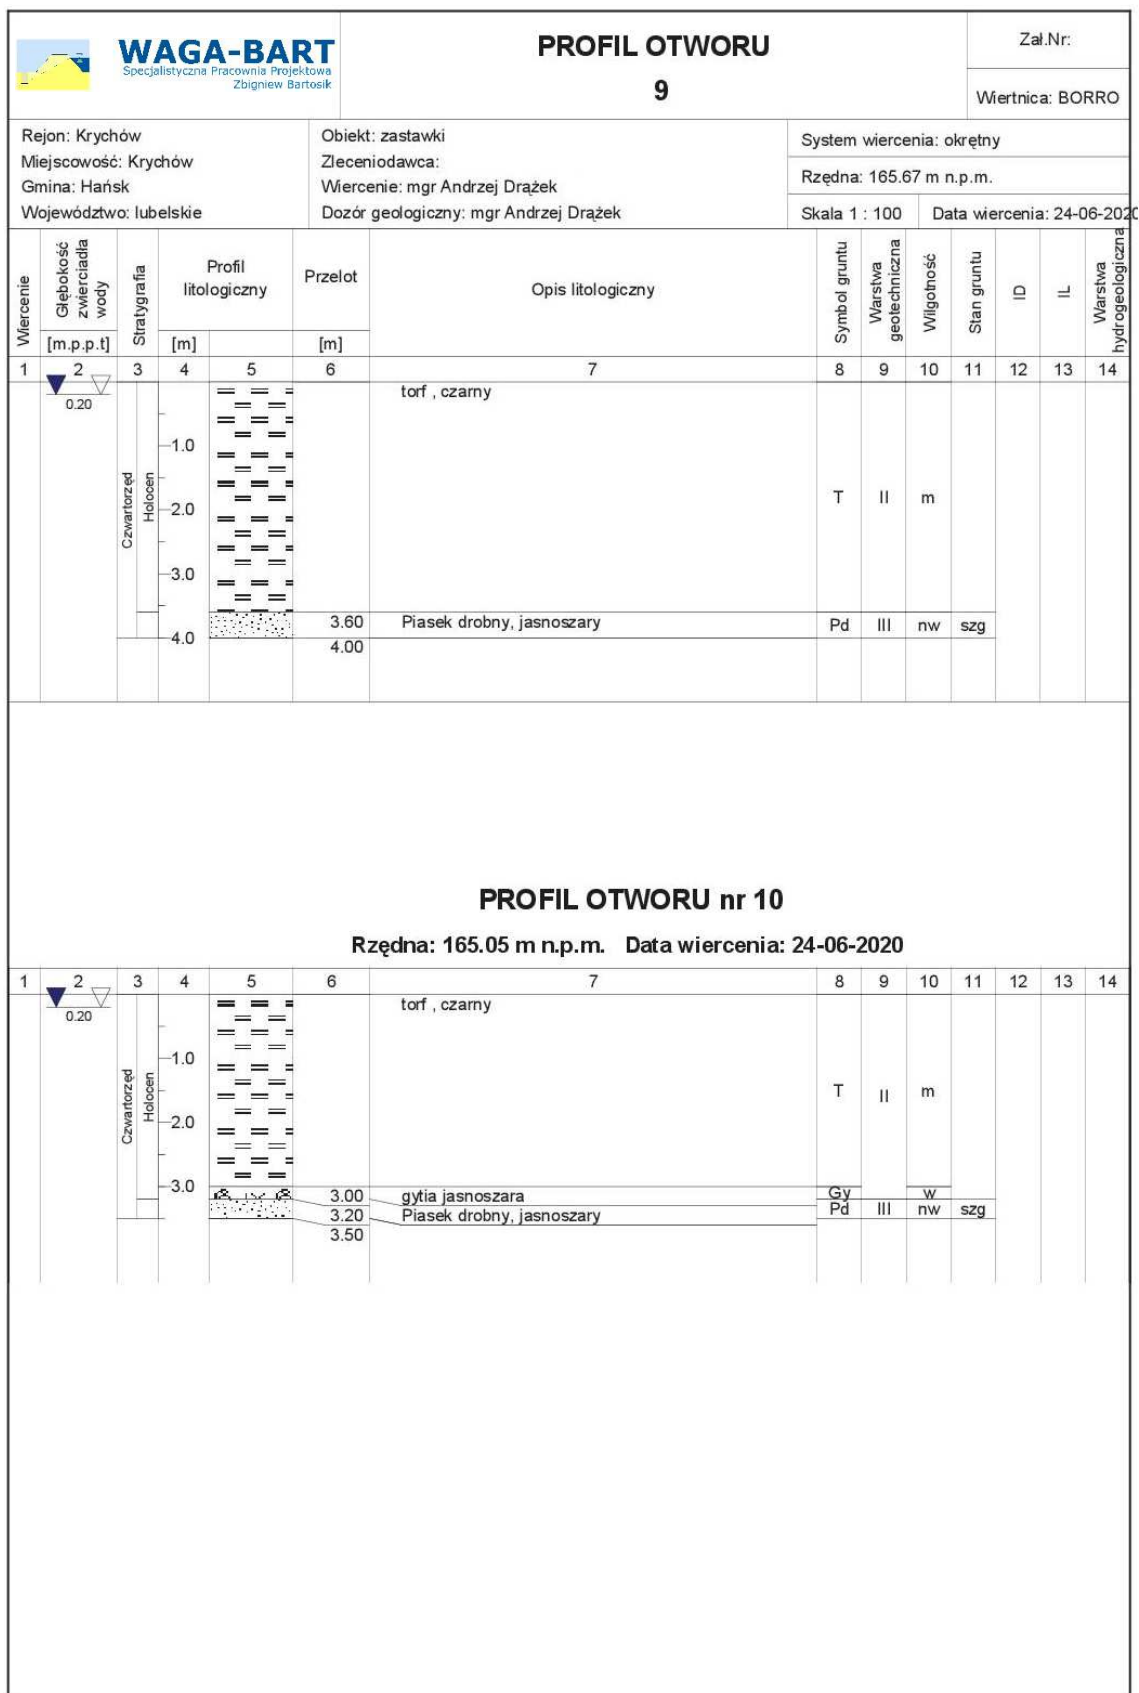 WAGA-BART
Specjalistyczna Pracownia Projektowa
Zbigniew Bartosik
PROFIL OTWORU
9
Zał.Nr:
Wiertnica: BORRO
Rejon: Krychów
Miejscowość: Krychów
Gmina: Hańsk
Województwo: lubelskie
Obiekt: zastawki
Zleceniodawca:
Wiercenie: mgr Andrzej Drążek
Dozór geologiczny: mgr Andrzej Drążek
System wiercenia: okrętny
Rzędna: 165.67 m n.p.m.
Skala 1 : 100 Data wiercenia: 24-06-2020
Wiercenie
Głębokość
zwierciadła
wody
[m.p.p.t]
Stratygrafia
Profil
litologiczny
[m]
Przelot
[m]
Opis litologiczny
Symbol gruntu
Warstwa
geotechniczna
Wilgotność
Stan gruntu
ID
IL
Warstwa
hydrogeologiczna
1 2 3 4 5 6 7 8 9 10 11 12 13 14
0.20
Czwartorzęd
Holocen
1.0
2.0
3.0
4.0
torf , czarny
T II m
3.60 Piasek drobny, jasnoszary Pd III nw szg
4.00
PROFIL OTWORU nr 10
Rzędna: 165.05 m n.p.m. Data wiercenia: 24-06-2020
1 2 3 4 5 6 7 8 9 10 11 12 13 14
0.20
Czwartorzęd
Holocen
1.0
2.0
3.0
torf , czarny
T II m
3.00 gytia jasnoszara Gy w
3.20 Piasek drobny, jasnoszary Pd III nw szg
3.50